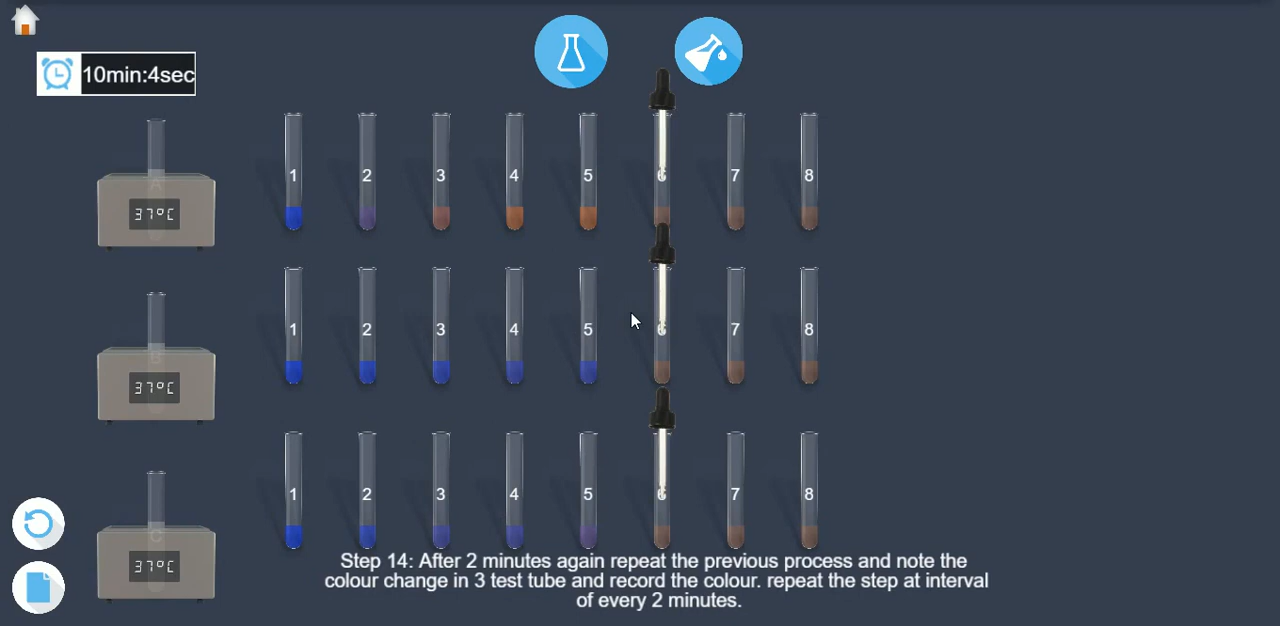 10min:4sec
1 2 3 4 5 6 7 8
37°C
1 2 3 4 5 6 7 8
37°C
1 2 3 4 5 6 7 8
C
37°C
Step 14: After 2 minutes again repeat the previous process and note the
colour change in 3 test tube and record the colour. repeat the step at interval
of every 2 minutes.